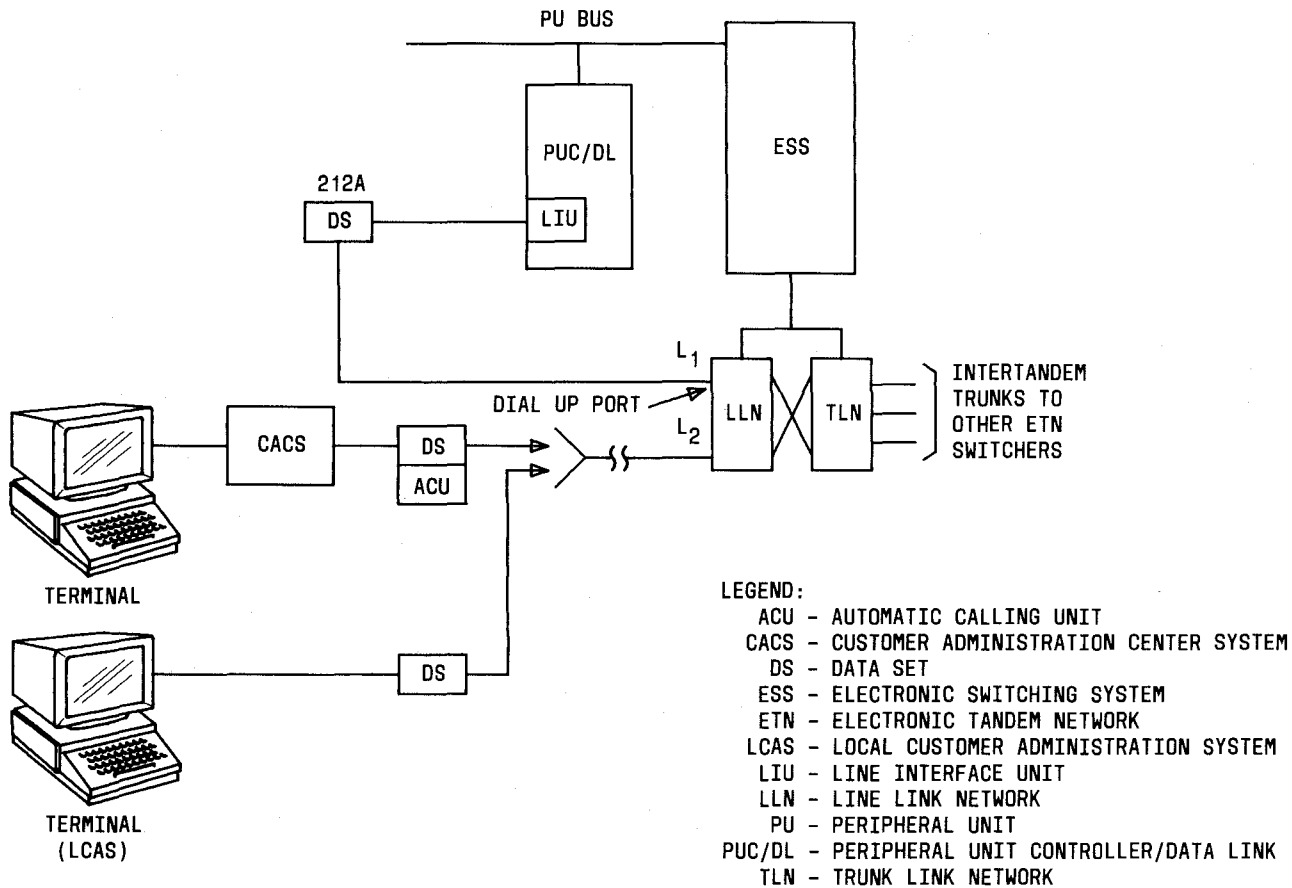 PU BUS
ESS
PUC/DL
212A
DS
LIU
L1
DIAL UP PORT
LLN
TLN
INTERTANDEM
TRUNKS TO
OTHER ETN
SWITCHERS
L2
CACS
DS
ACU
TERMINAL
DS
TERMINAL
(LCAS)
LEGEND:
ACU - AUTOMATIC CALLING UNIT
CACS - CUSTOMER ADMINISTRATION CENTER SYSTEM
DS - DATA SET
ESS - ELECTRONIC SWITCHING SYSTEM
ETN - ELECTRONIC TANDEM NETWORK
LCAS - LOCAL CUSTOMER ADMINISTRATION SYSTEM
LIU - LINE INTERFACE UNIT
LLN - LINE LINK NETWORK
PU - PERIPHERAL UNIT
PUC/DL - PERIPHERAL UNIT CONTROLLER/DATA LINK
TLN - TRUNK LINK NETWORK